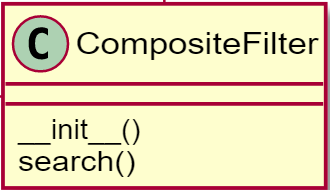 C CompositeFilter
__init__()
search()